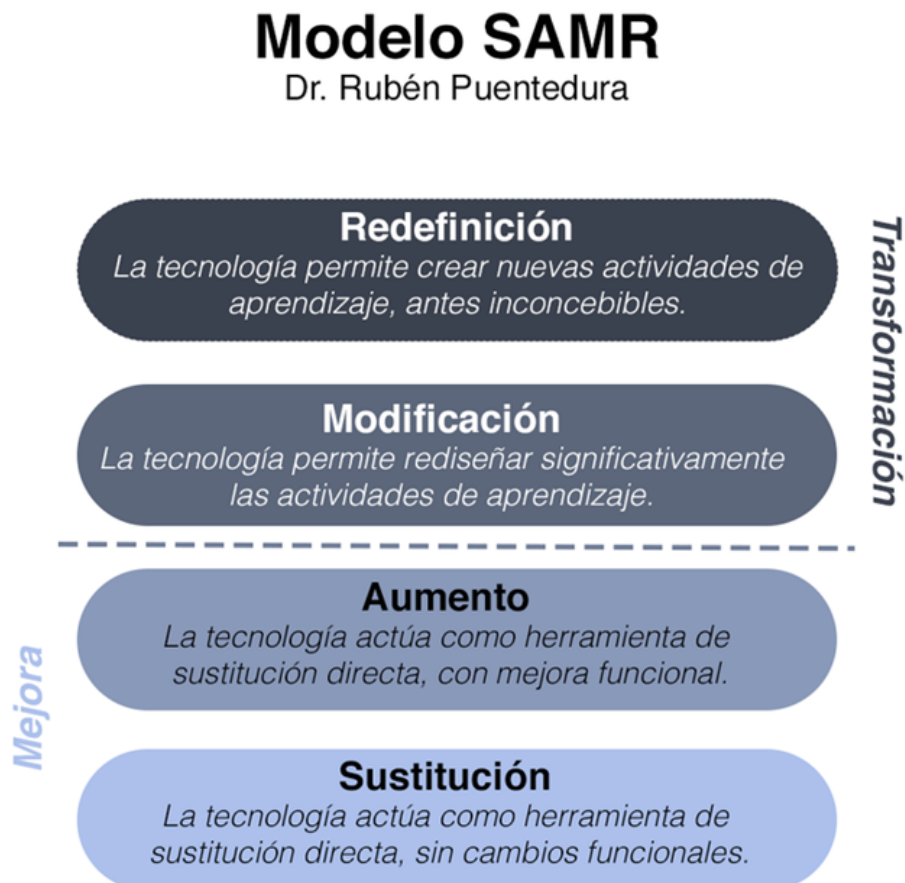 Modelo SAMR
Dr. Rubén Puentedura
Redefinición
La tecnología permite crear nuevas actividades de
aprendizaje, antes inconcebibles.
Modificación
La tecnología permite rediseñar significativamente
las actividades de aprendizaje.
Transformación
Aumento
La tecnología actúa como herramienta de
sustitución directa, con mejora funcional.
Sustitución
La tecnología actúa como herramienta de
sustitución directa, sin cambios funcionales.
Mejora